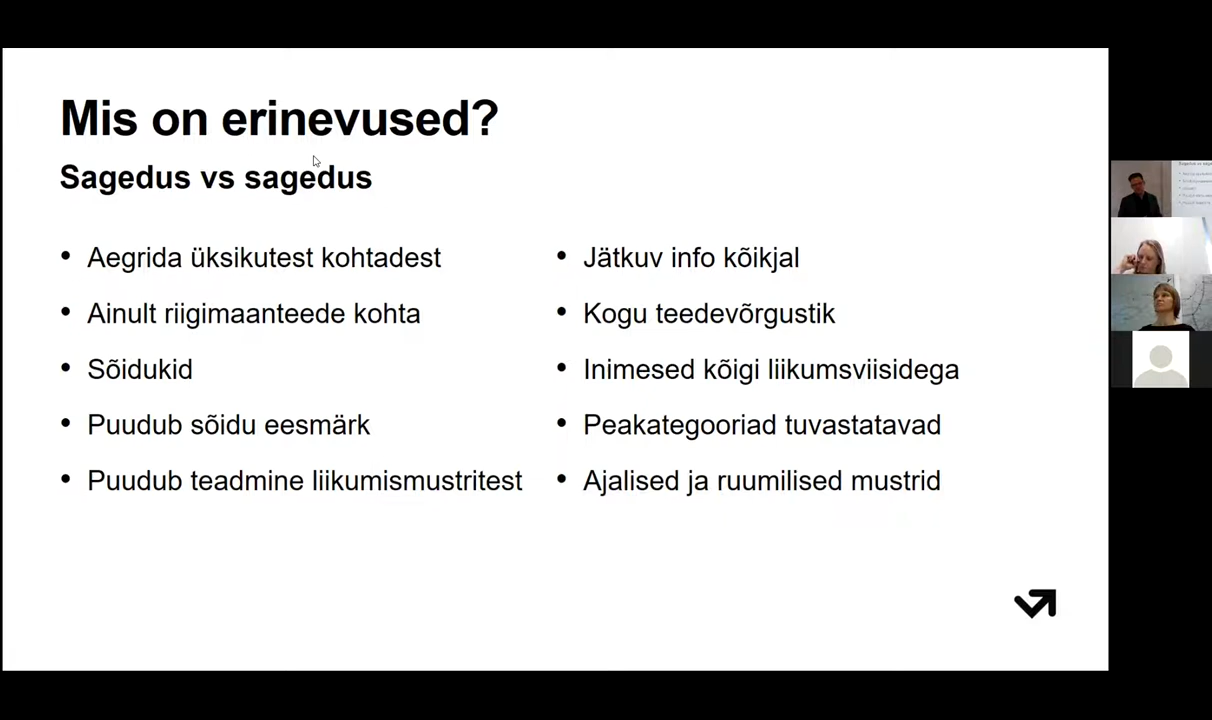 Mis on erinevused?
Sagedus vs sagedus
• Aegrida üksikutest kohtadest
• Ainult riigimaanteede kohta
• Sõidukid
• Puudub sõidu eesmärk
• Puudub teadmine liikumismustritest
• Jätkuv info kõikjal
• Kogu teedevõrgustik
• Inimesed kõigi liikumsviisidega
• Peakategooriad tuvastatavad
• Ajalised ja ruumilised mustrid